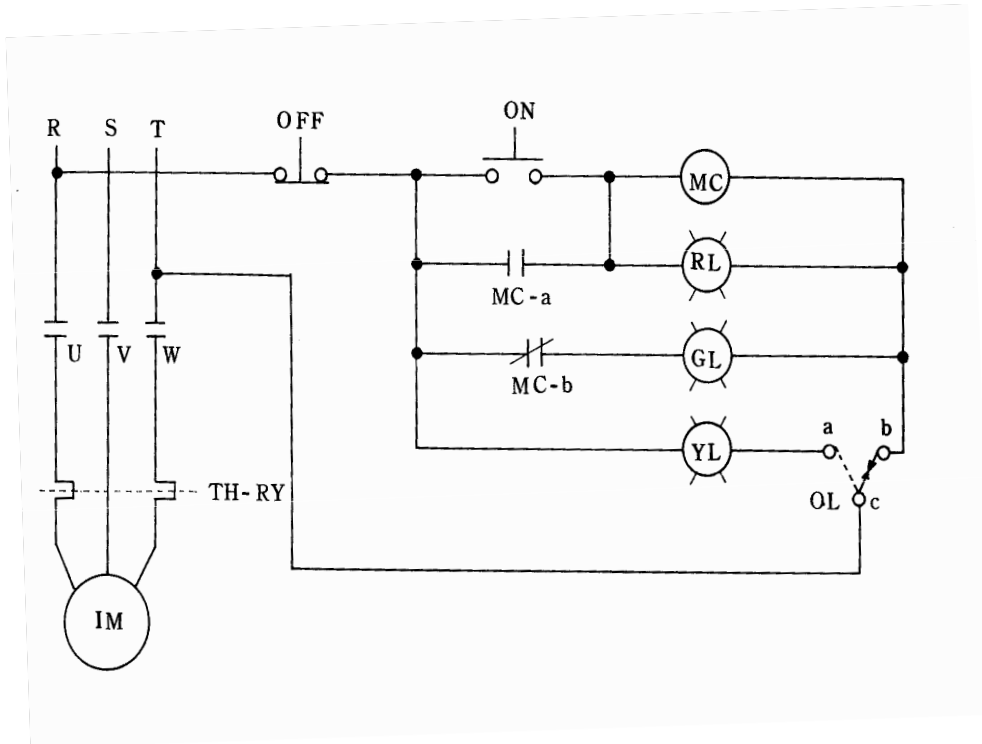 R S T
OFF
ON
MC
RL
MC-a
U V W
GL
MC-b
a b
YL
OL c
TH-RY
IM